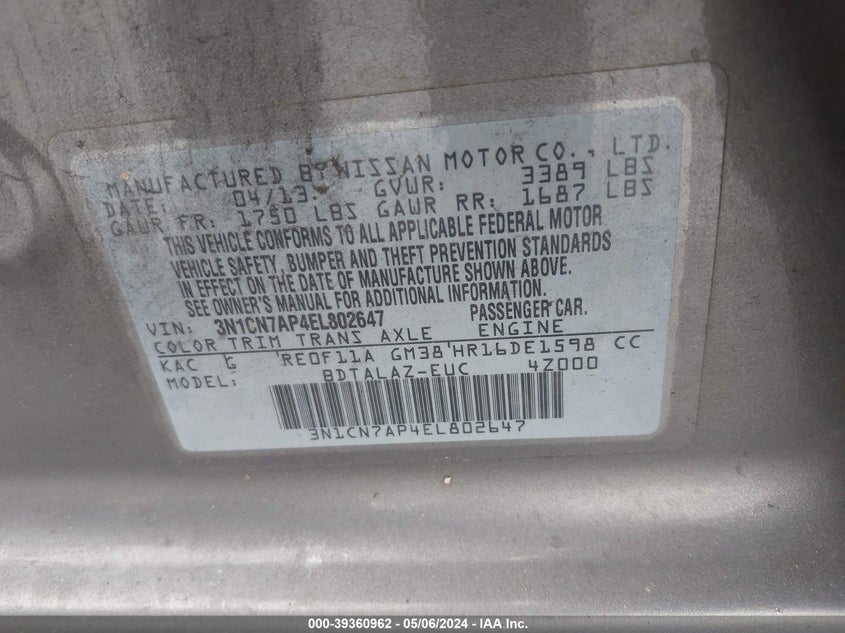 MANUFACTURED BY NISSAN MOTOR CO., LTD.
DATE: 04/13. GVWR: 3389 LBS
GAWR FR: 1750 LBS GAWR RR: 1687 LBS
THIS VEHICLE CONFORMS TO ALL APPLICABLE FEDERAL MOTOR
VEHICLE SAFETY, BUMPER AND THEFT PREVENTION STANDARDS
IN EFFECT ON THE DATE OF MANUFACTURE SHOWN ABOVE.
SEE OWNER'S MANUAL FOR ADDITIONAL INFORMATION.
VIN: 3N1CN7AP4EL802647 PASSENGER CAR.
COLOR TRIM TRANS AXLE ENGINE
KAC G RE0F11A GM38 HR16DE1598 CC
MODEL: BDTALAZ-EUC 4Z000
3N1CN7AP4EL802647
000-39360962 - 05/06/2024 - IAA Inc.